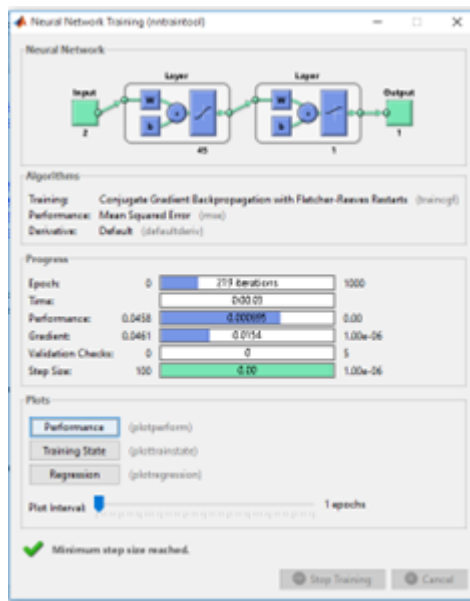 Neural Network Training (nntraintool)
Neural Network
Layer Layer
Input Output
W W
b b
2 1
45 1
Algorithms
Training: Conjugate Gradient Backpropagation with Fletcher-Reeves Restarts (traincgf)
Performance: Mean Squared Error (mse)
Derivative: Default (defaultderiv)
Progress
Epoch: 0 219 iterations 1000
Time: 0:00:03
Performance: 0.0458 0.000695 0.00
Gradient: 0.0461 0.0154 1.00e-06
Validation Checks: 0 0 5
Step Size: 100 0.00 1.00e-06
Plots
Performance (plotperform)
Training State (plottrainstate)
Regression (plotregression)
Plot Interval: 1 epochs
Minimum step size reached.
Stop Training Cancel